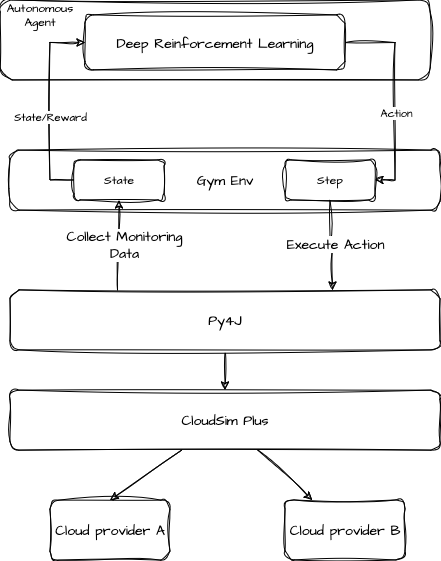 Autonomous
Agent
Deep Reinforcement Learning
State/Reward
Action
State
Gym Env
Step
Collect Monitoring
Data
Execute Action
Py4J
CloudSim Plus
Cloud provider A
Cloud provider B